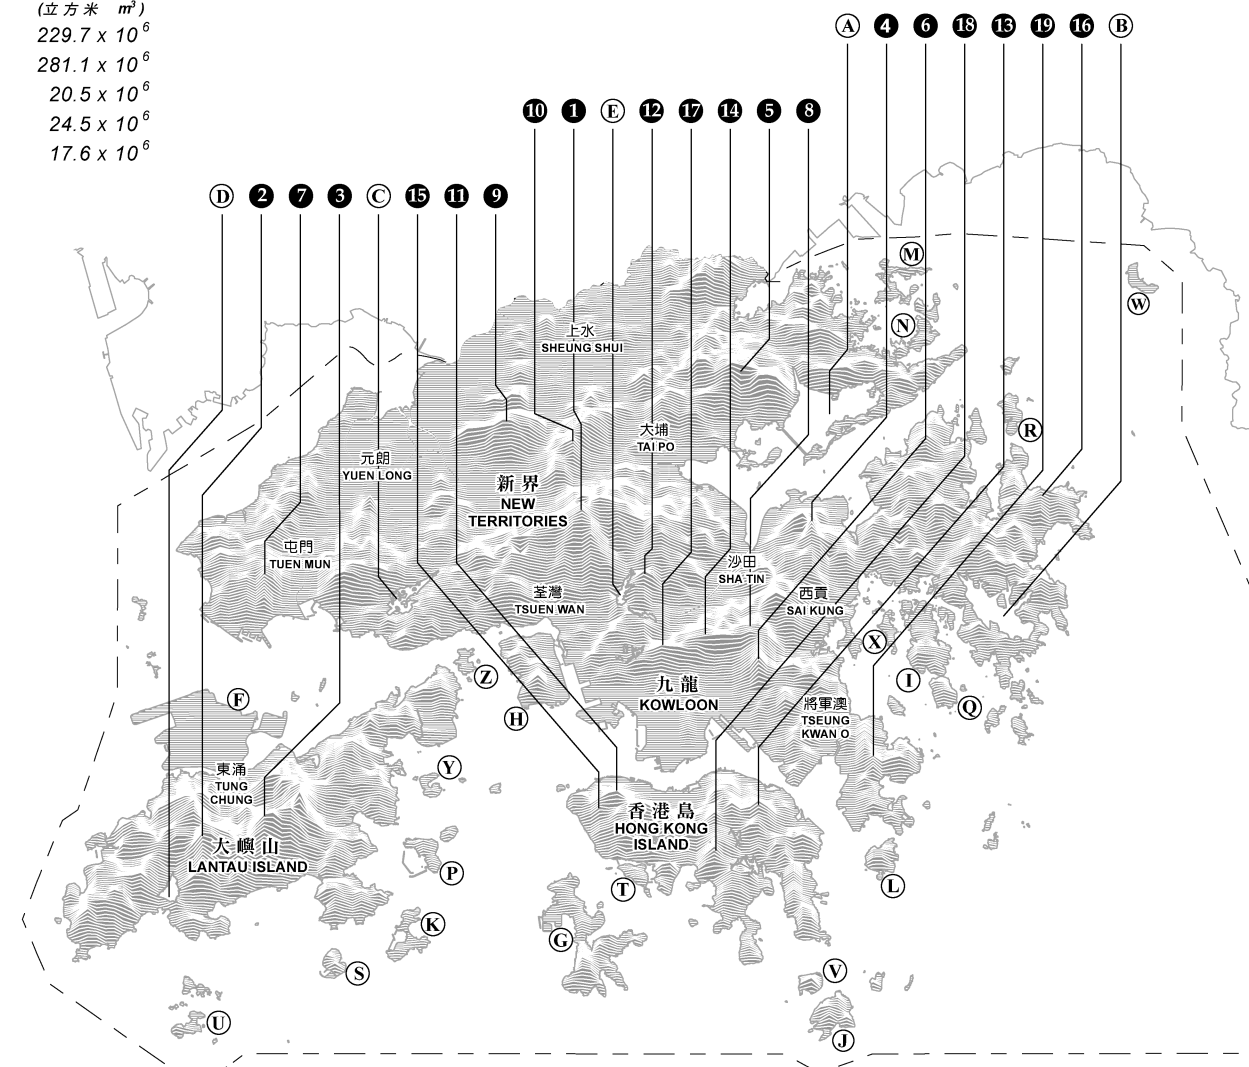 (立方米 m³)
229.7 x 10⁶
281.1 x 10⁶
20.5 x 10⁶
24.5 x 10⁶
17.6 x 10⁶
A 4 6 18 13 19 16 B
10 1 E 12 17 14 5 8
D 2 7 3 C 15 11 9
M
W
N
上水
SHEUNG SHUI
R
大埔
TAI PO
元朗
YUEN LONG
新界
NEW
TERRITORIES
屯門
TUEN MUN
沙田
SHA TIN
荃灣
TSUEN WAN
西貢
SAI KUNG
X
Z
I
九龍
KOWLOON
F
將軍澳
TSEUNG
KWAN O
Q
H
東涌
TUNG
CHUNG
Y
香港島
HONG KONG
ISLAND
大嶼山
LANTAU ISLAND
P
T
L
K
G
S
V
U
J